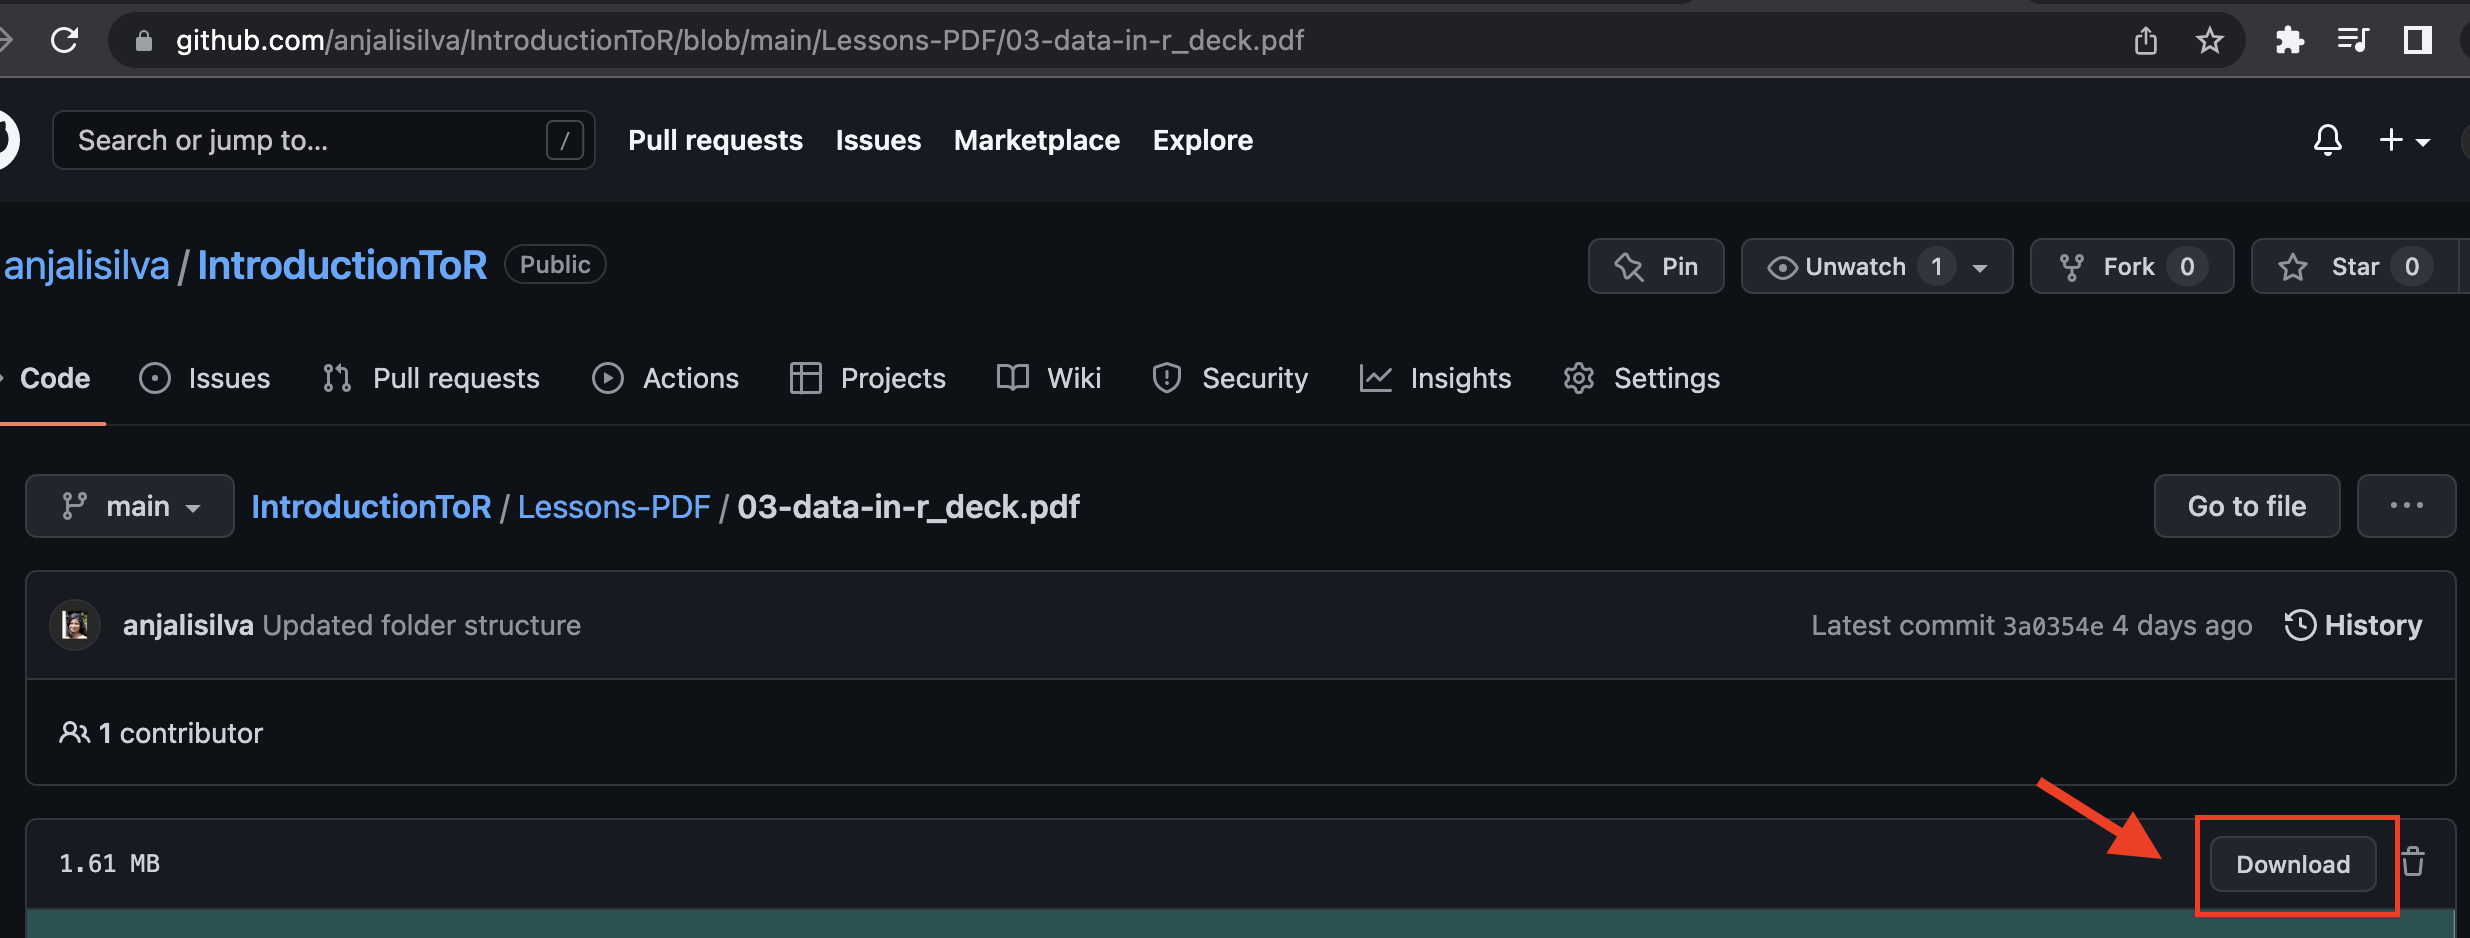 github.com/anjalisilva/IntroductionToR/blob/main/Lessons-PDF/03-data-in-r_deck.pdf
Search or jump to... / Pull requests Issues Marketplace Explore
anjalisilva / IntroductionToR Public Pin Unwatch 1 Fork 0 Star 0
Code Issues Pull requests Actions Projects Wiki Security Insights Settings
main IntroductionToR / Lessons-PDF / 03-data-in-r_deck.pdf Go to file ...
anjalisilva Updated folder structure Latest commit 3a0354e 4 days ago History
1 contributor
1.61 MB Download